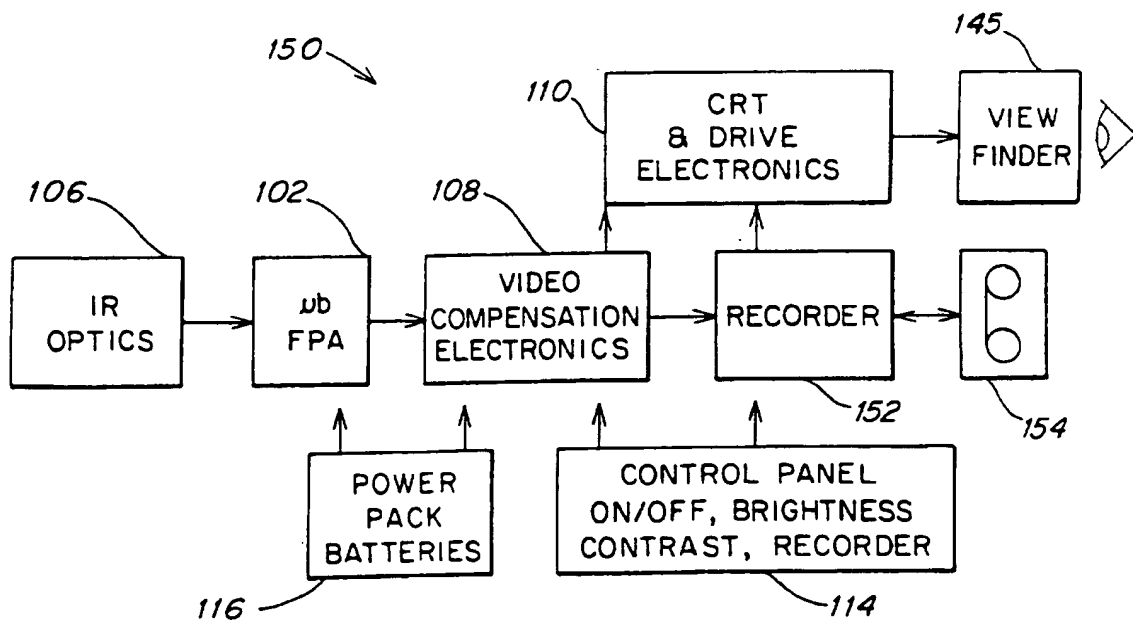 150
145
110
CRT
& DRIVE
ELECTRONICS
VIEW
FINDER
106
102
108
IR
OPTICS
μb
FPA
VIDEO
COMPENSATION
ELECTRONICS
RECORDER
152
154
POWER
PACK
BATTERIES
CONTROL PANEL
ON/OFF, BRIGHTNESS
CONTRAST, RECORDER
116
114